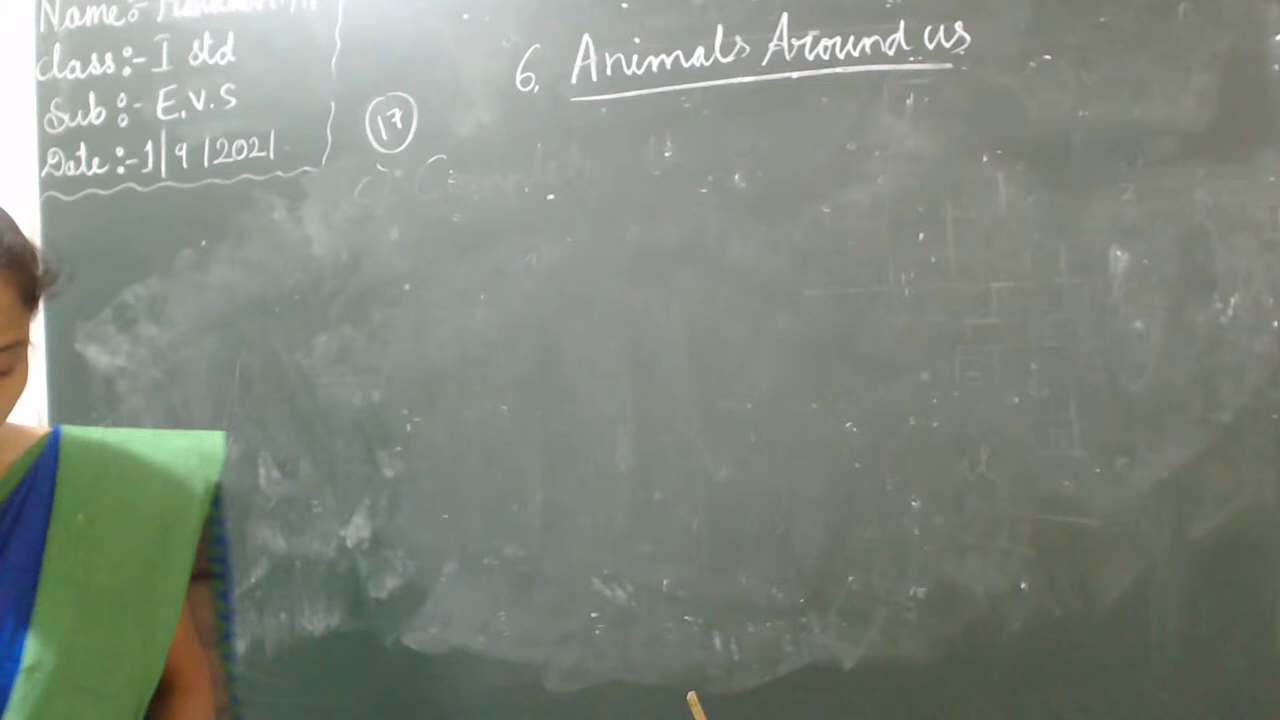 Name:-
Class:- I std
Sub:- E.V.S
Date:- 1/9/2021
6. Animals Around us
17